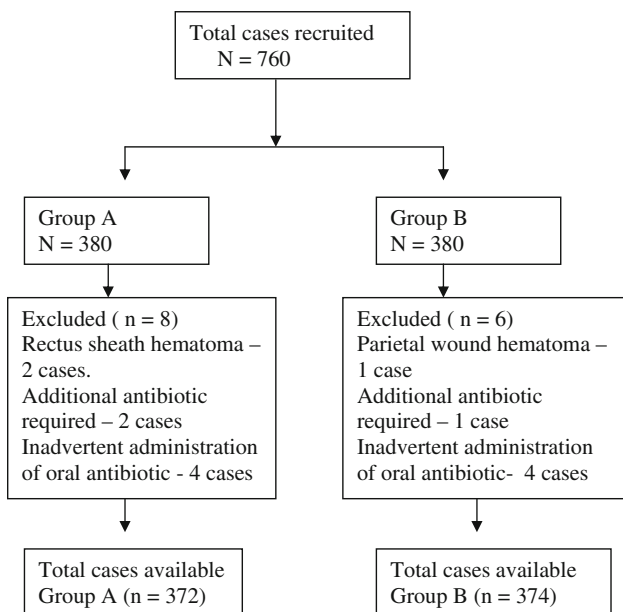 Total cases recruited
N = 760
Group A
N = 380
Group B
N = 380
Excluded ( n = 8)
Rectus sheath hematoma –
2 cases.
Additional antibiotic
required – 2 cases
Inadvertent administration
of oral antibiotic - 4 cases
Excluded ( n = 6)
Parietal wound hematoma –
1 case
Additional antibiotic
required – 1 case
Inadvertent administration
of oral antibiotic-  4 cases
Total cases available
Group A (n = 372)
Total cases available
Group B (n = 374)